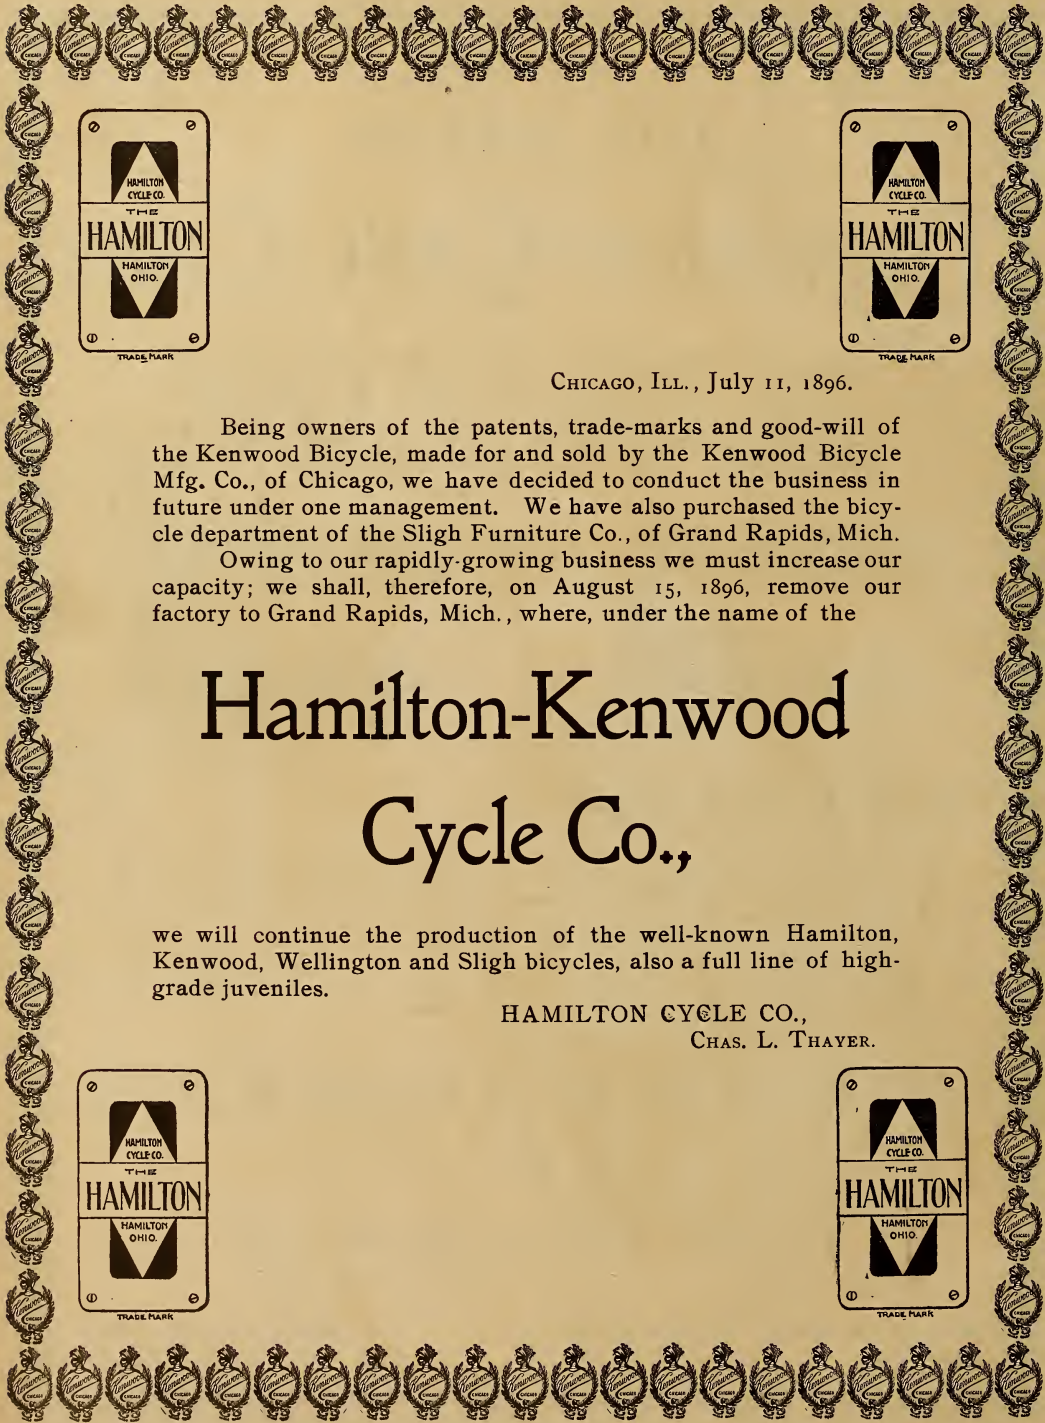 HAMILTON
CYCLE CO.
THE
HAMILTON
HAMILTON
OHIO.
TRADE MARK
HAMILTON
CYCLE CO.
THE
HAMILTON
HAMILTON
OHIO.
TRADE MARK
CHICAGO, ILL., July 11, 1896.
Being owners of the patents, trade-marks and good-will of
the Kenwood Bicycle, made for and sold by the Kenwood Bicycle
Mfg. Co., of Chicago, we have decided to conduct the business in
future under one management. We have also purchased the bicy-
cle department of the Sligh Furniture Co., of Grand Rapids, Mich.
Owing to our rapidly-growing business we must increase our
capacity; we shall, therefore, on August 15, 1896, remove our
factory to Grand Rapids, Mich., where, under the name of the
Hamilton-Kenwood
Cycle Co.,
we will continue the production of the well-known Hamilton,
Kenwood, Wellington and Sligh bicycles, also a full line of high-
grade juveniles.
HAMILTON CYCLE CO.,
CHAS. L. THAYER.
HAMILTON
CYCLE CO.
THE
HAMILTON
HAMILTON
OHIO.
TRADE MARK
HAMILTON
CYCLE CO.
THE
HAMILTON
HAMILTON
OHIO.
TRADE MARK
Kenwood
CHICAGO